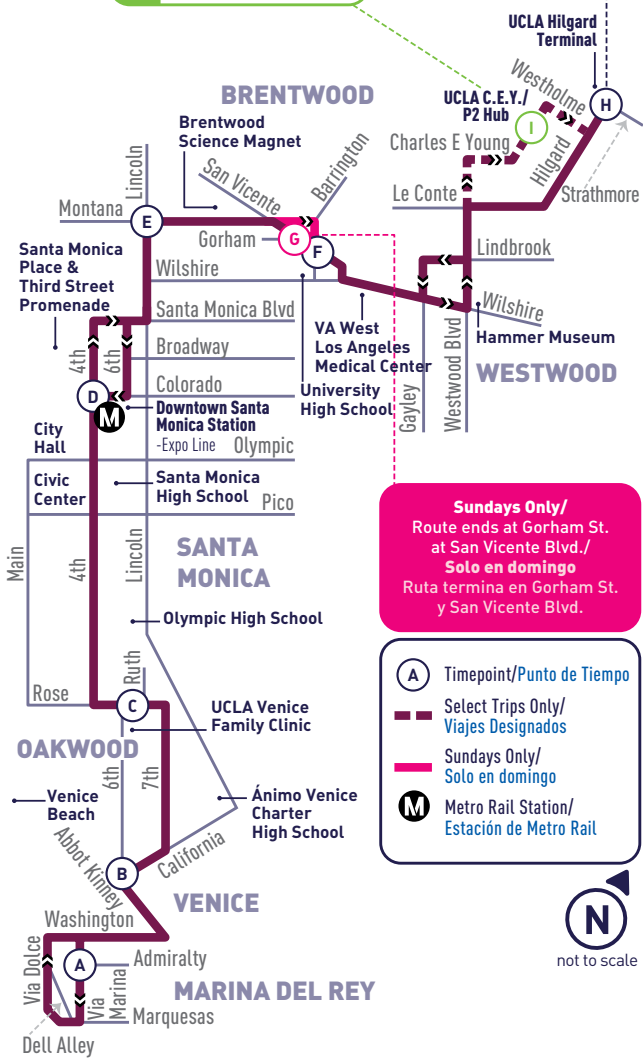 UCLA Hilgard
Terminal
BRENTWOOD
UCLA C.E.Y./
P2 Hub
Westholme
H
I
Brentwood
Science Magnet
Charles E Young
Hilgard
Lincoln
San Vicente
Barrington
Le Conte
Strathmore
Montana
E
Gorham
G
F
Lindbrook
Santa Monica
Place &
Third Street
Promenade
Wilshire
Wilshire
Santa Monica Blvd
VA West
Los Angeles
Medical Center
Hammer Museum
4th
6th
Broadway
WESTWOOD
Colorado
University
High School
Gayley
Westwood Blvd
D
M
Downtown Santa
Monica Station
-Expo Line
City
Hall
Olympic
Civic
Center
Santa Monica
High School
Pico
Sundays Only/
Route ends at Gorham St.
at San Vicente Blvd./
Solo en domingo
Ruta termina en Gorham St.
y San Vicente Blvd.
Main
4th
Lincoln
SANTA
MONICA
Olympic High School
Ruth
A
Timepoint/Punto de Tiempo
Rose
C
UCLA Venice
Family Clinic
Select Trips Only/
Viajes Designados
OAKWOOD
6th
7th
Sundays Only/
Solo en domingo
Venice
Beach
Ánimo Venice
Charter
High School
M
Metro Rail Station/
Estación de Metro Rail
Abbot Kinney
California
B
VENICE
Washington
N
not to scale
Via Dolce
A
Admiralty
Via
Marina
MARINA DEL REY
Marquesas
Dell Alley